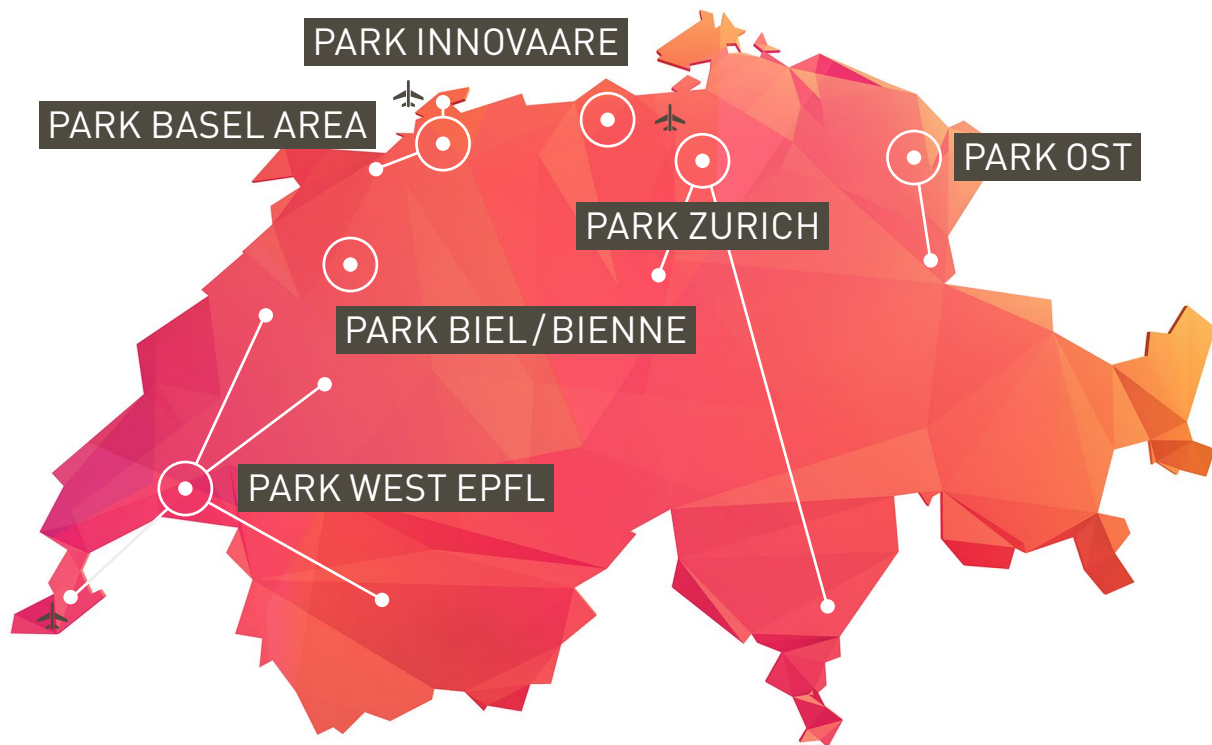 PARK INNOVAARE
PARK BASEL AREA
PARK OST
PARK ZURICH
PARK BIEL/BIENNE
PARK WEST EPFL